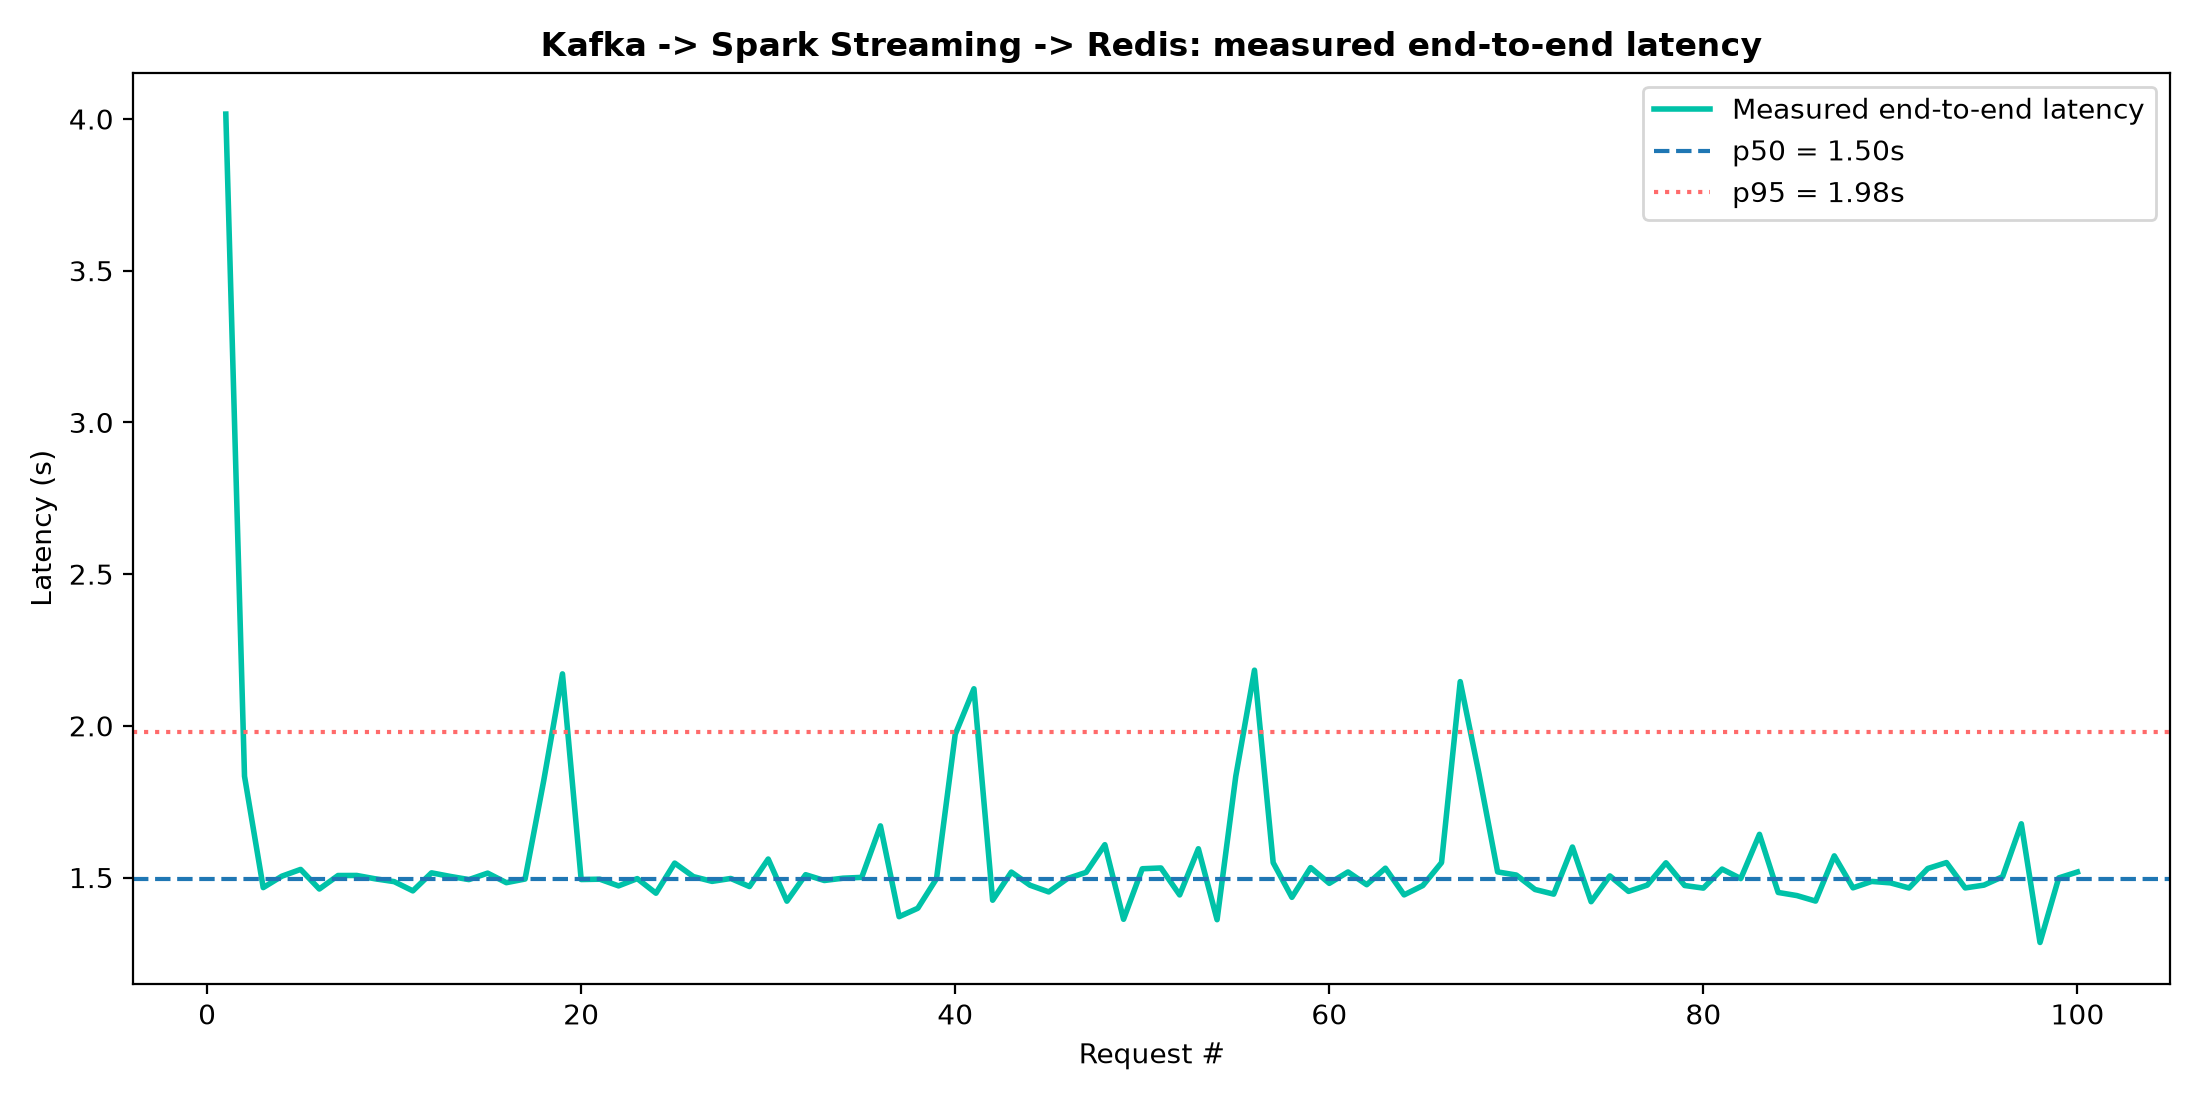 Kafka -> Spark Streaming -> Redis: measured end-to-end latency
Measured end-to-end latency
p50 = 1.50s
p95 = 1.98s
Latency (s)
4.0
3.5
3.0
2.5
2.0
1.5
0 20 40 60 80 100
Request #